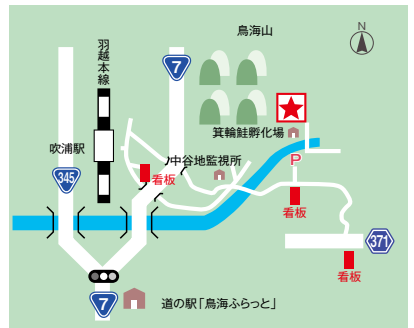 鳥海山
N
羽越本線
7
箕輪鮭孵化場
吹浦駅
中谷地監視所
P
345
看板
看板
371
看板
7
道の駅「鳥海ふらっと」